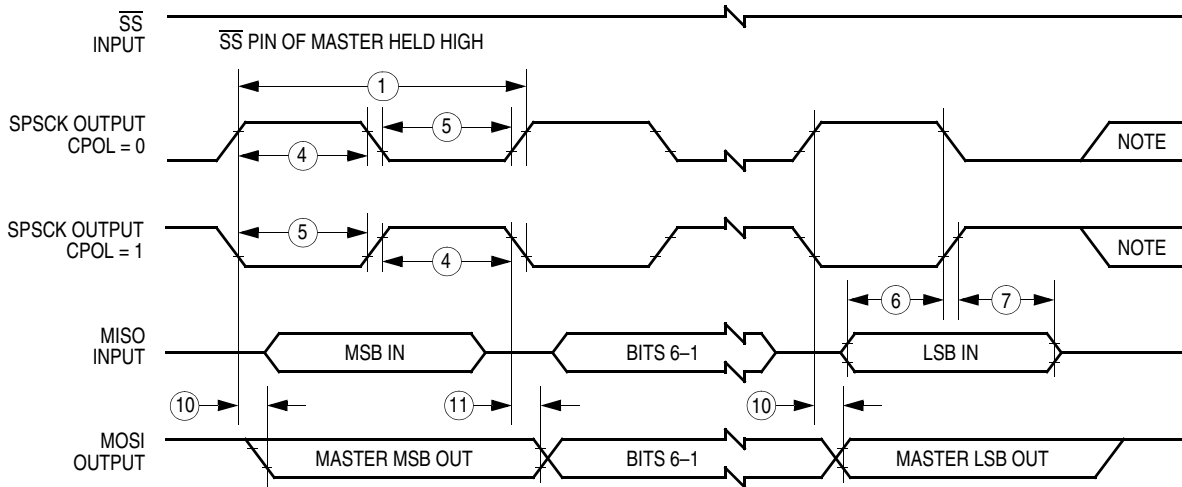 SS
INPUT
SS PIN OF MASTER HELD HIGH
1
SPSCK OUTPUT
CPOL = 0
5
4
NOTE
SPSCK OUTPUT
CPOL = 1
5
4
NOTE
6
7
MISO
INPUT
MSB IN
BITS 6–1
LSB IN
10
11
10
MOSI
OUTPUT
MASTER MSB OUT
BITS 6–1
MASTER LSB OUT